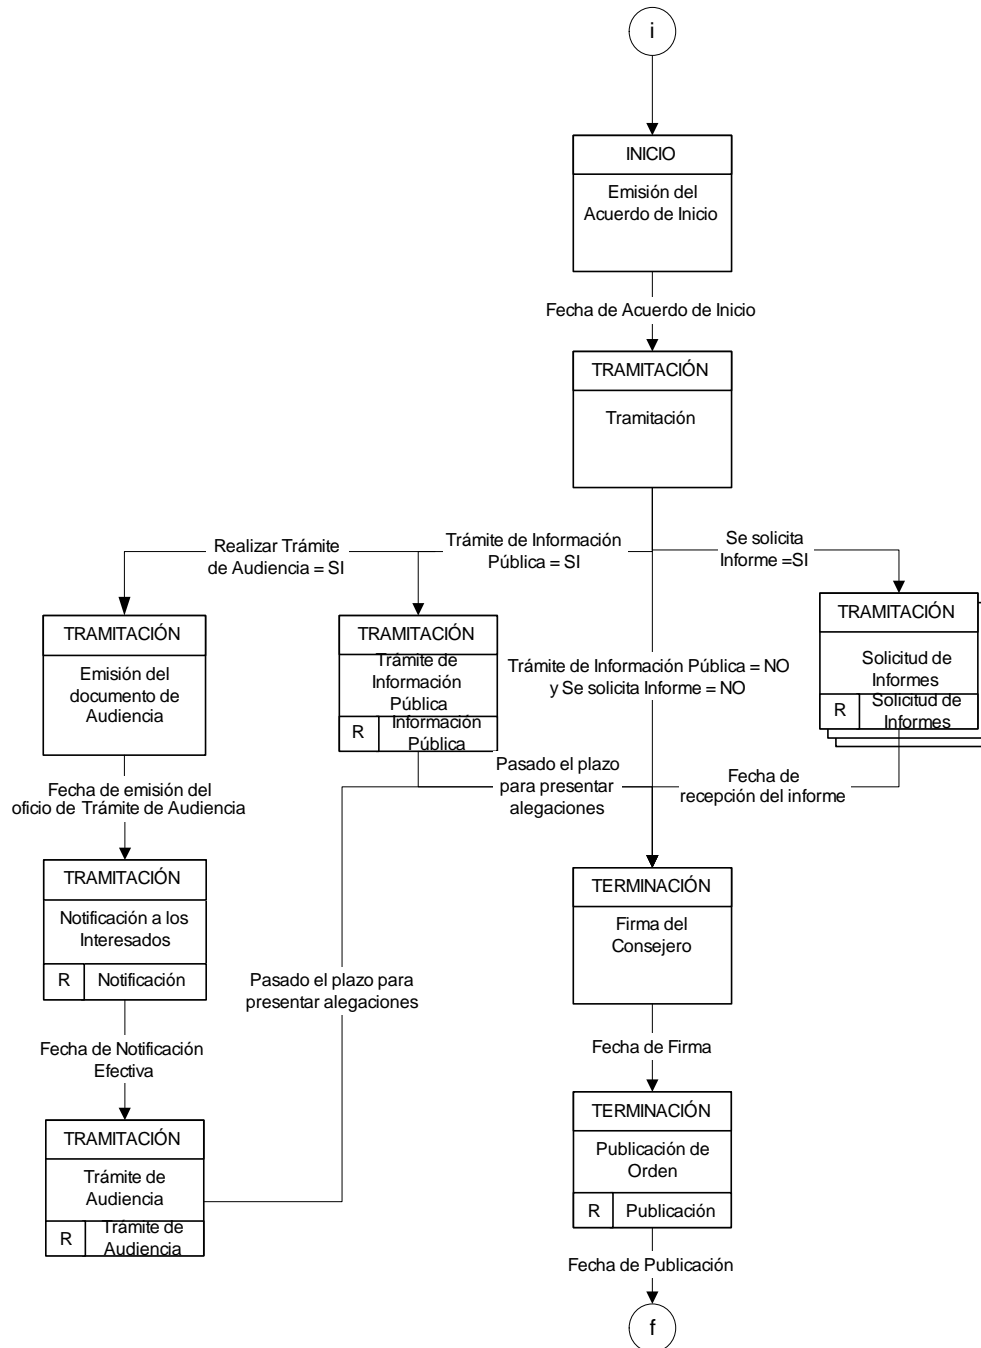 i
INICIO
Emisión del
Acuerdo de Inicio
Fecha de Acuerdo de Inicio
TRAMITACIÓN
Tramitación
Realizar Trámite
de Audiencia = SI
Trámite de Información
Pública = SI
Se solicita
Informe =SI
TRAMITACIÓN
Emisión del
documento de
Audiencia
TRAMITACIÓN
Trámite de
Información
Pública
R
Información
Pública
Trámite de Información Pública = NO
y Se solicita Informe = NO
TRAMITACIÓN
Solicitud de
Informes
R
Solicitud de
Informes
Fecha de emisión del
oficio de Trámite de Audiencia
Pasado el plazo
para presentar
alegaciones
Fecha de
recepción del informe
TRAMITACIÓN
Notificación a los
Interesados
R
Notificación
Pasado el plazo para
presentar alegaciones
TERMINACIÓN
Firma del
Consejero
Fecha de Notificación
Efectiva
Fecha de Firma
TRAMITACIÓN
Trámite de
Audiencia
R
Trámite de
Audiencia
TERMINACIÓN
Publicación de
Orden
R
Publicación
Fecha de Publicación
f